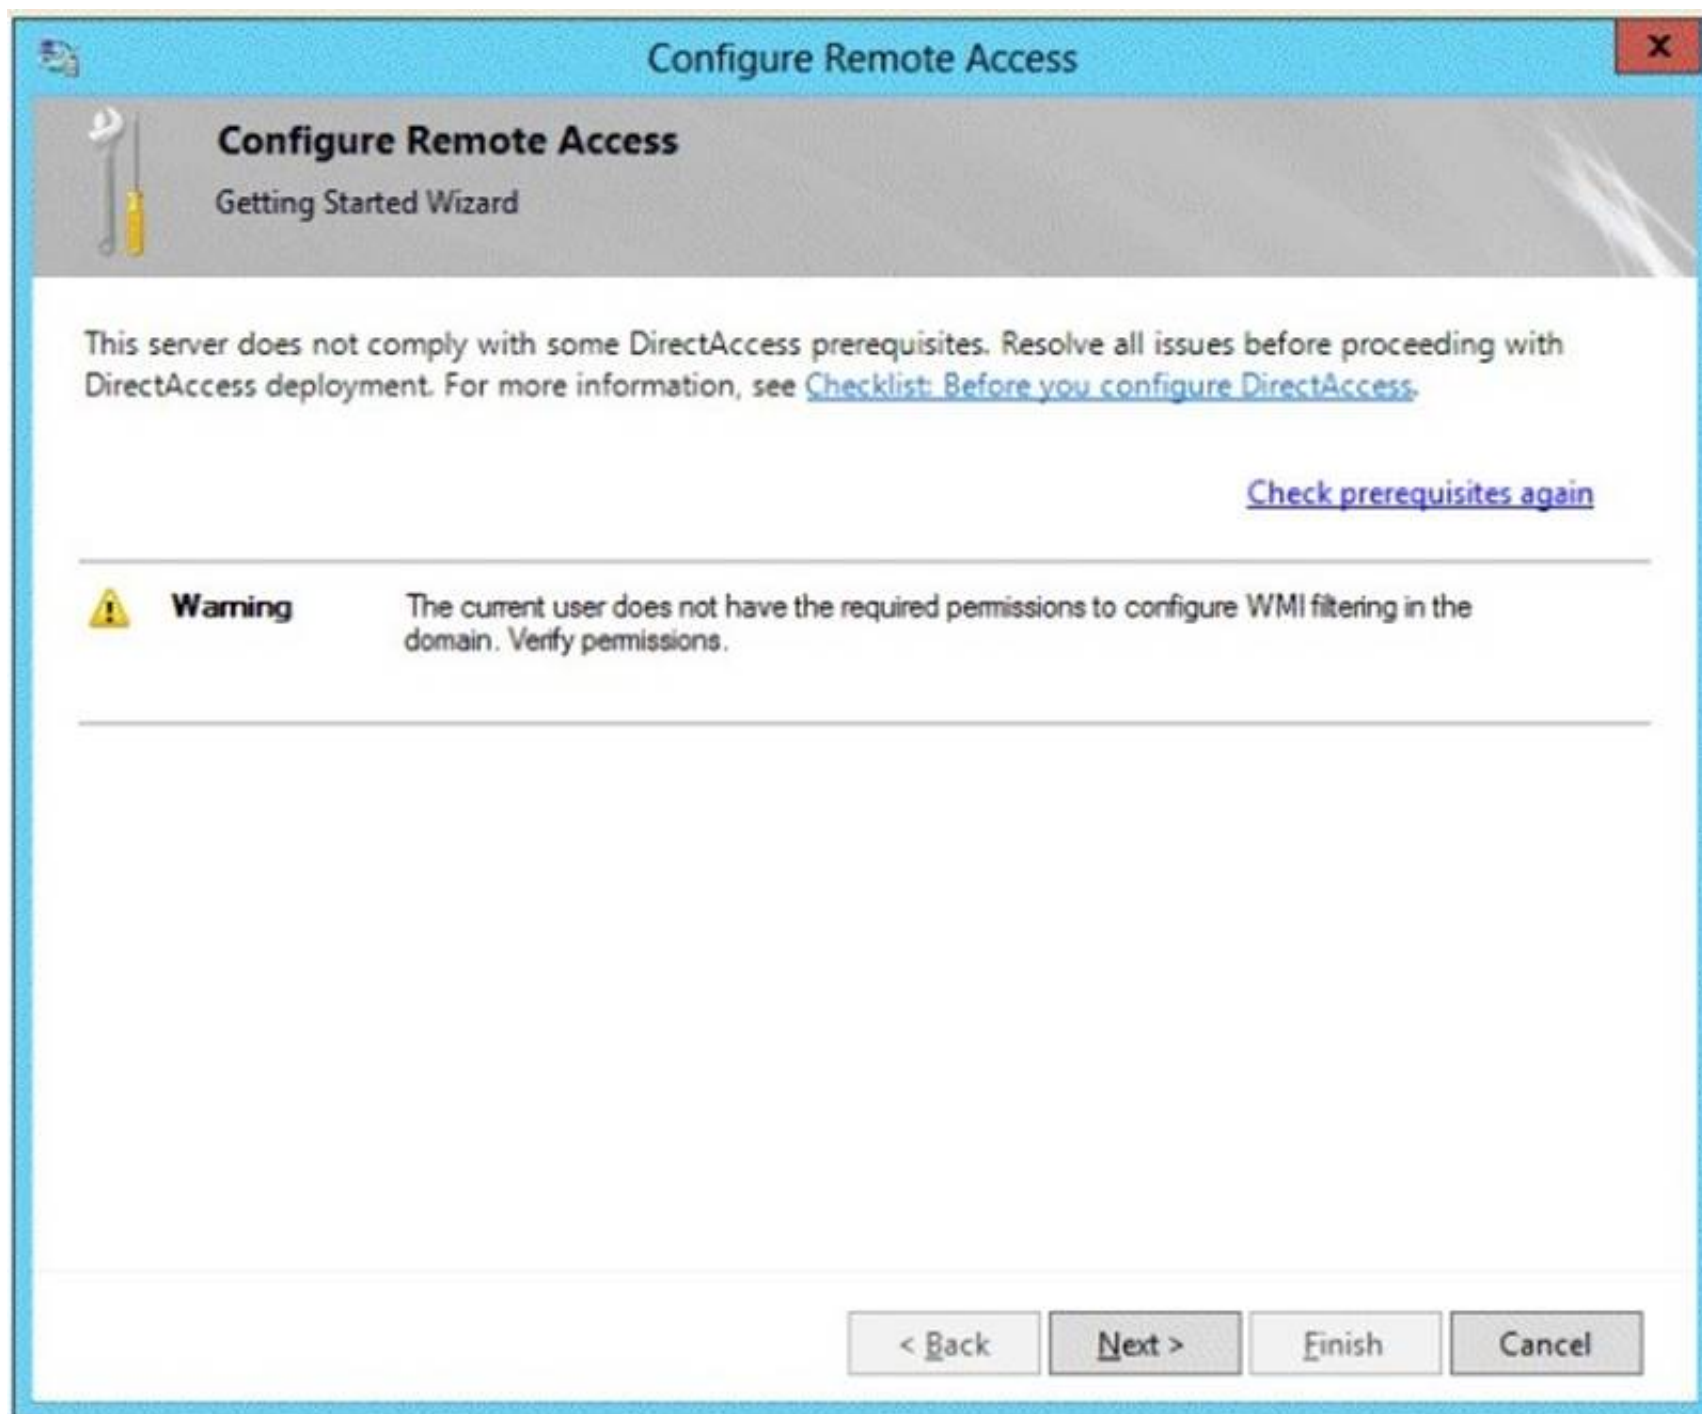 Configure Remote Access
Configure Remote Access
Getting Started Wizard
This server does not comply with some DirectAccess prerequisites. Resolve all issues before proceeding with
DirectAccess deployment. For more information, see Checklist: Before you configure DirectAccess.
Check prerequisites again
Warning The current user does not have the required permissions to configure WMI filtering in the
domain. Verify permissions.
< Back Next > Finish Cancel